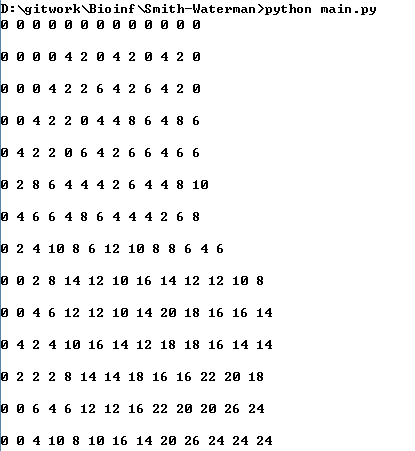 D:\gitwork\Bioinf\Smith-Waterman>python main.py
0 0 0 0 0 0 0 0 0 0 0 0 0
0 0 0 0 4 2 0 4 2 0 4 2 0
0 0 0 4 2 2 6 4 2 6 4 2 0
0 0 4 2 2 0 4 4 8 6 4 8 6
0 4 2 2 0 6 4 2 6 6 4 6 6
0 2 8 6 4 4 4 2 6 4 4 8 10
0 4 6 6 4 8 6 4 4 4 2 6 8
0 2 4 10 8 6 12 10 8 8 6 4 6
0 0 2 8 14 12 10 16 14 12 12 10 8
0 0 4 6 12 12 10 14 20 18 16 16 14
0 4 2 4 10 16 14 12 18 18 16 14 14
0 2 2 2 8 14 14 18 16 16 22 20 18
0 0 6 4 6 12 12 16 22 20 20 26 24
0 0 4 10 8 10 16 14 20 26 24 24 24